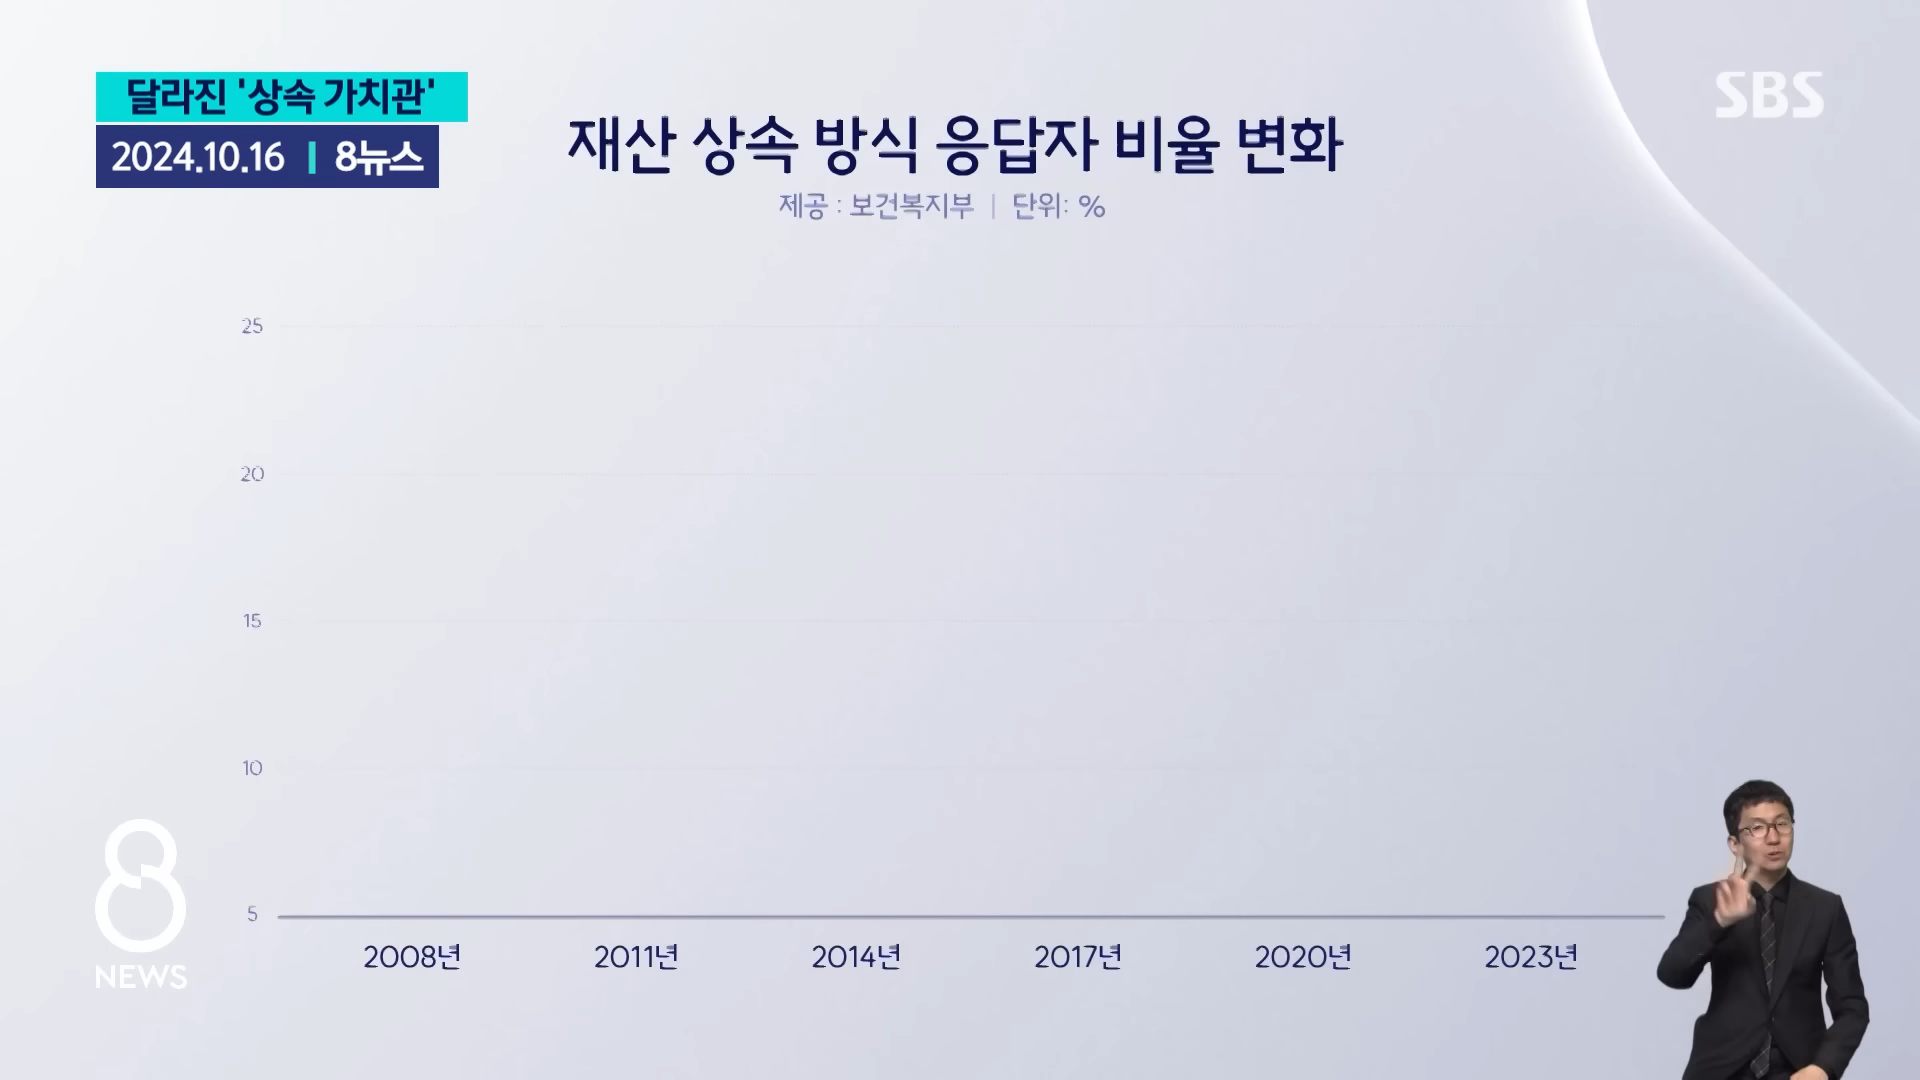 달라진 '상속 가치관'
2024.10.16 | 8뉴스
SBS
재산 상속 방식 응답자 비율 변화
제공 : 보건복지부 | 단위: %
25
20
15
10
5
2008년 2011년 2014년 2017년 2020년 2023년
8
NEWS